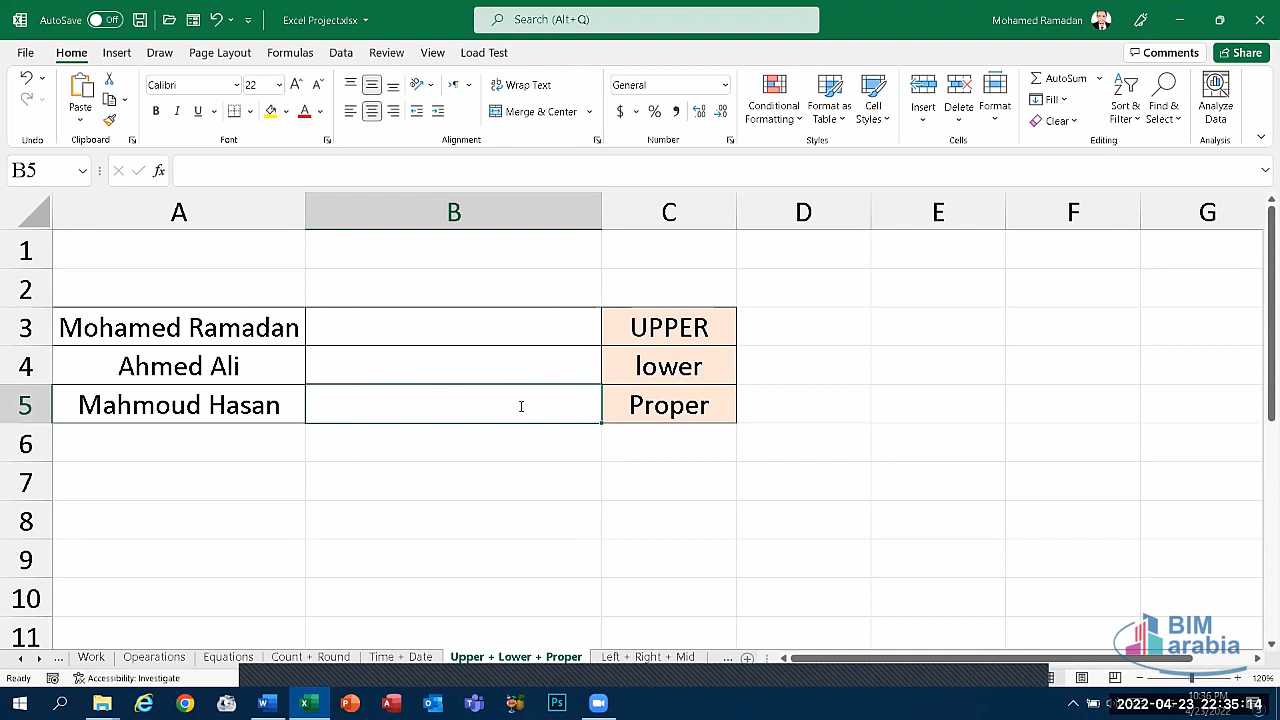 AutoSave Off Excel Project.xlsx Search (Alt+Q) Mohamed Ramadan
File Home Insert Draw Page Layout Formulas Data Review View Load Test Comments Share
Paste Calibri 22 Wrap Text General Conditional Format as Cell Insert Delete Format AutoSum Sort & Find & Analyze
B I U Merge & Center $ % Formatting Table Styles Fill Clear Filter Select Data
Undo Clipboard Font Alignment Number Styles Cells Editing Analysis
B5 fx
A B C D E F G
1
2
3 Mohamed Ramadan UPPER
4 Ahmed Ali lower
5 Mahmoud Hasan Proper
6
7
8
9
10
11
BIM
arabia
... Work Operations Equations Count + Round Time + Date Upper + Lower + Proper Left + Right + Mid ...
Ready Accessibility: Investigate 120%
2022-04-23 22:35:14